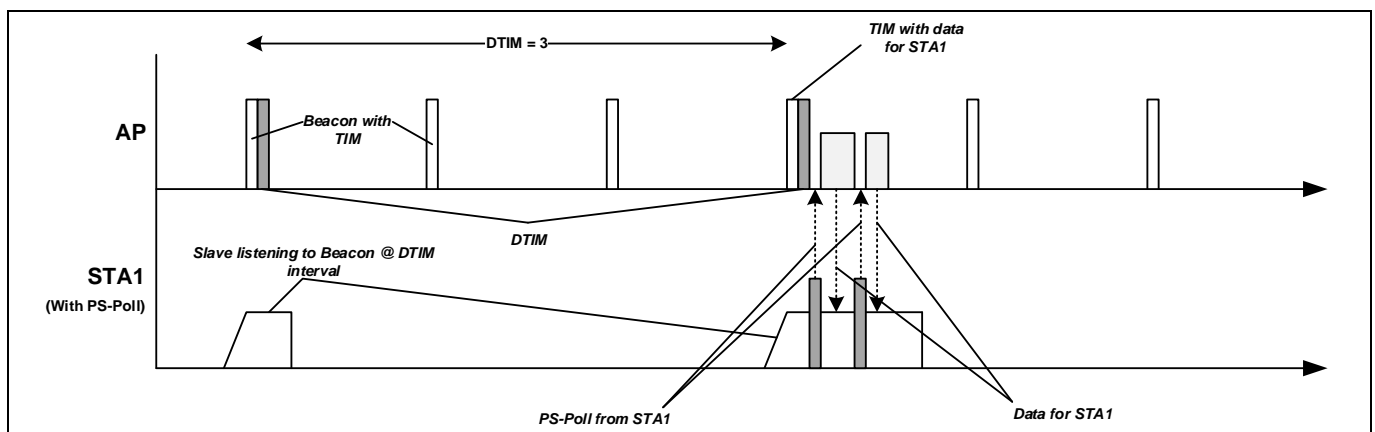 DTIM = 3
TIM with data
for STA1
AP
Beacon with
TIM
DTIM
Slave listening to Beacon @ DTIM
interval
STA1
(With PS-Poll)
PS-Poll from STA1
Data for STA1